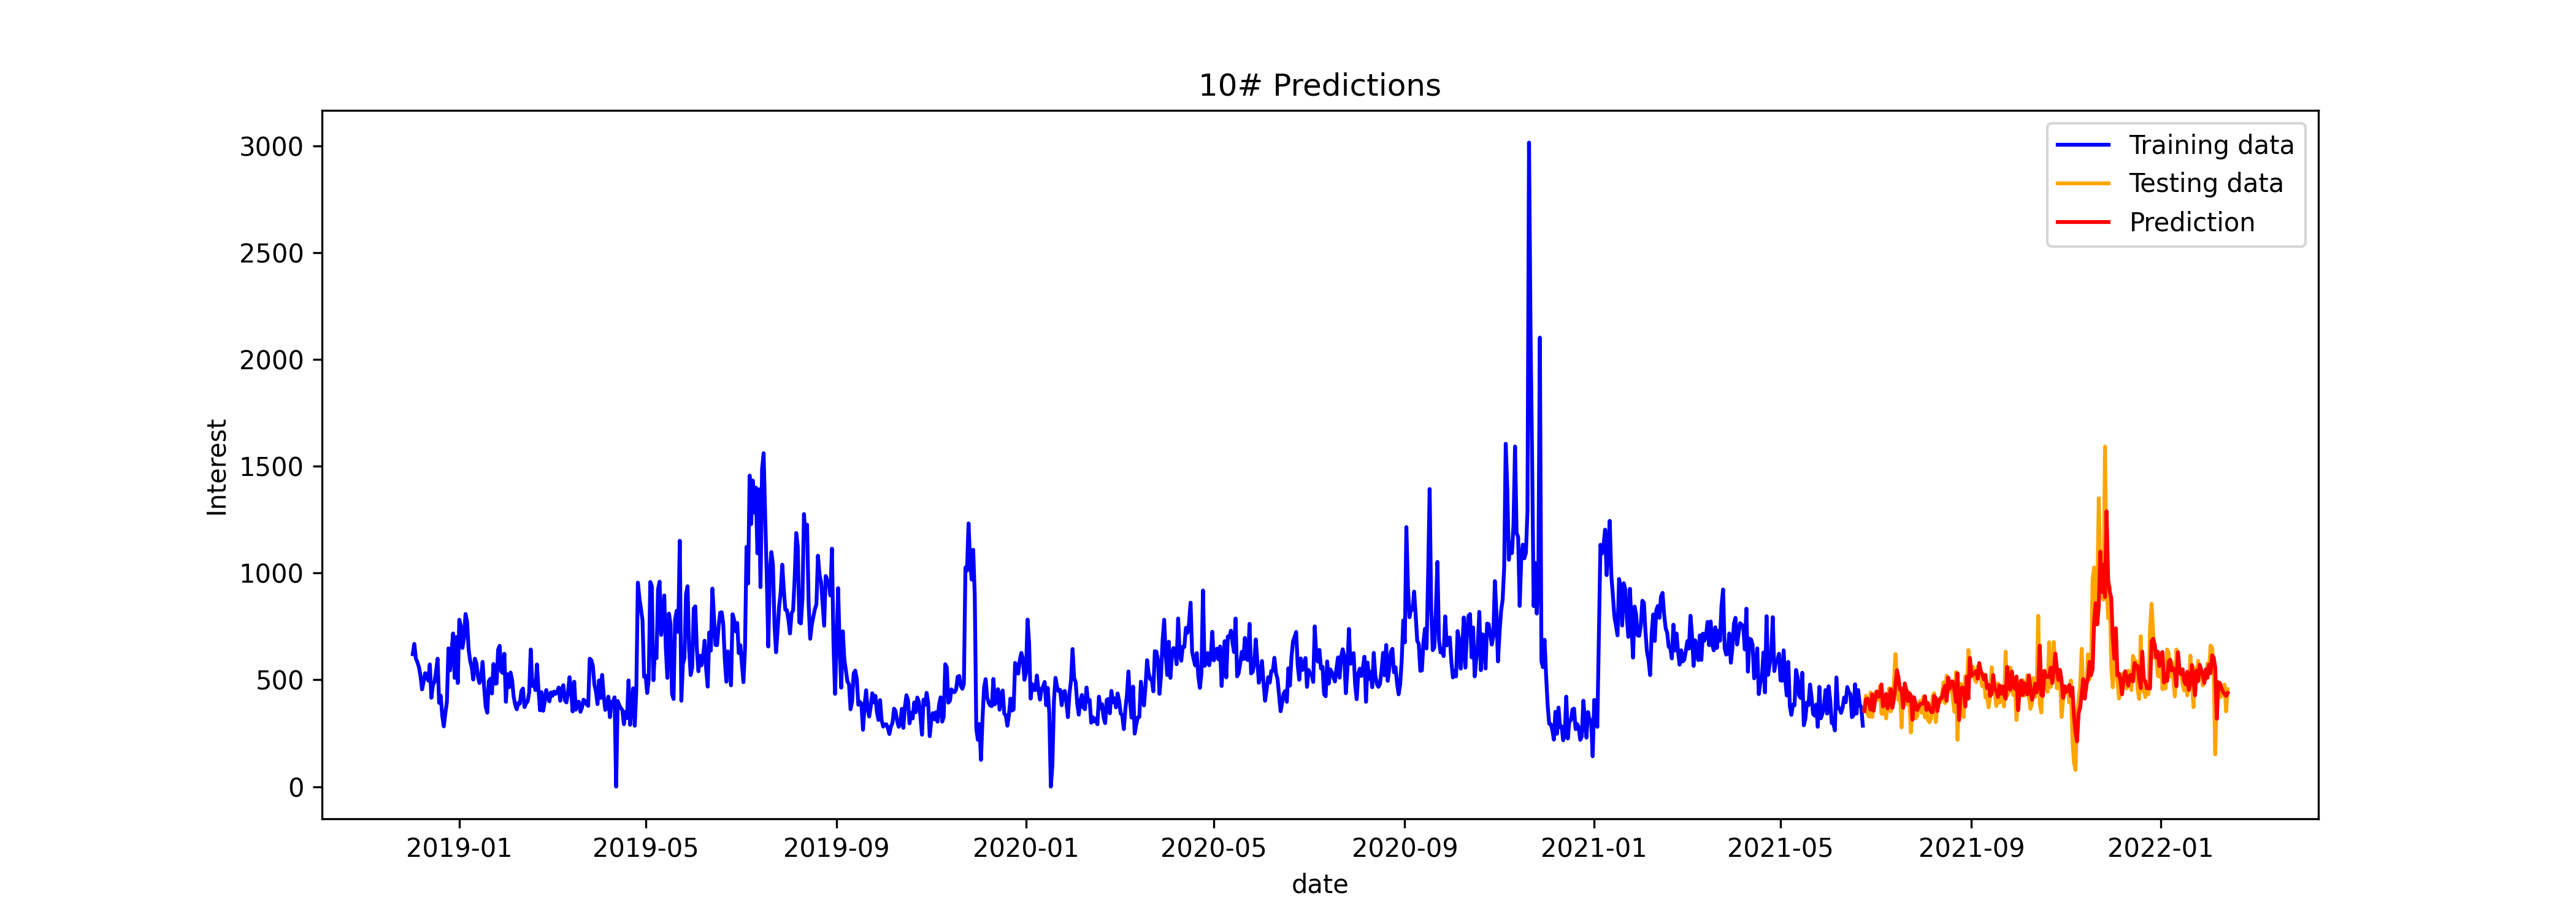 10# Predictions
Training data
Testing data
Prediction
Interest
3000
2500
2000
1500
1000
500
0
2019-01
2019-05
2019-09
2020-01
2020-05
2020-09
2021-01
2021-05
2021-09
2022-01
date